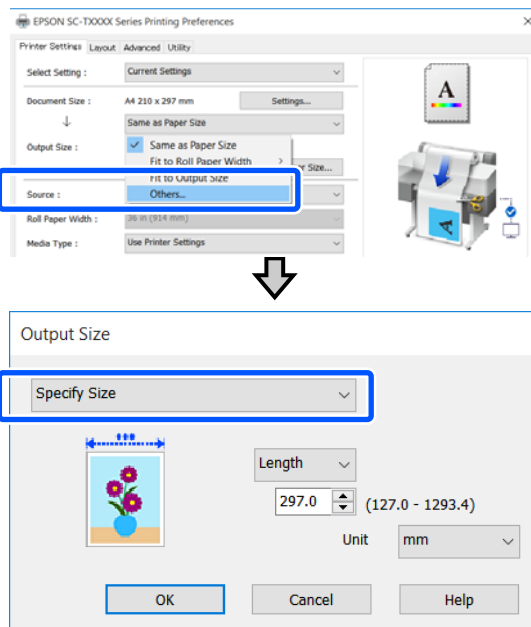 EPSON SC-TXXXX Series Printing Preferences
Printer Settings Layout Advanced Utility
Select Setting : Current Settings
Document Size : A4 210 x 297 mm Settings...
Same as Paper Size
Output Size : Same as Paper Size
Fit to Roll Paper Width
Size...
Fit to Output Size
Others...
Source :
Roll Paper Width : 36 in (914 mm)
Media Type : Use Printer Settings
A
A
Output Size
Specify Size
Length
297.0 (127.0 - 1293.4)
Unit mm
OK Cancel Help